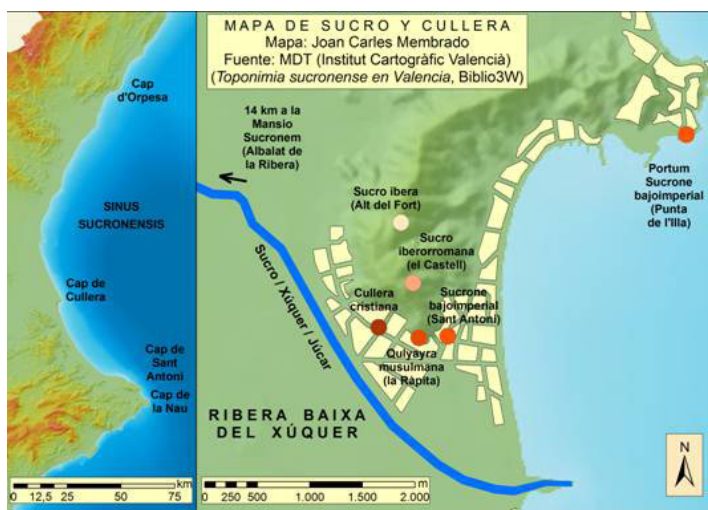 MAPA DE SUCRO Y CULLERA
Mapa: Joan Carles Membrado
Fuente: MDT (Institut Cartogràfic Valencià)
(Toponimia sucronense en Valencia, Biblio3W)
Cap
d'Orpesa
SINUS
SUCRONENSIS
Cap de
Cullera
Cap de
Sant
Antoni
Cap de
la Nau
km
0 12,5 25 50 75
14 km a la
Mansio
Sucronem
(Albalat de
la Ribera)
Sucro ibera
(Alt del Fort)
Sucro
iberorromana
(el Castell)
Cullera
cristiana
Sucrone
bajoimperial
(Sant Antoni)
Qulyayra
musulmana
(la Ràpita)
Portum
Sucrone
bajoimperial
(Punta
de l'Illa)
Sucro / Xúquer / Júcar
RIBERA BAIXA
DEL XÚQUER
m
0 250 500 1.000 1.500 2.000
N